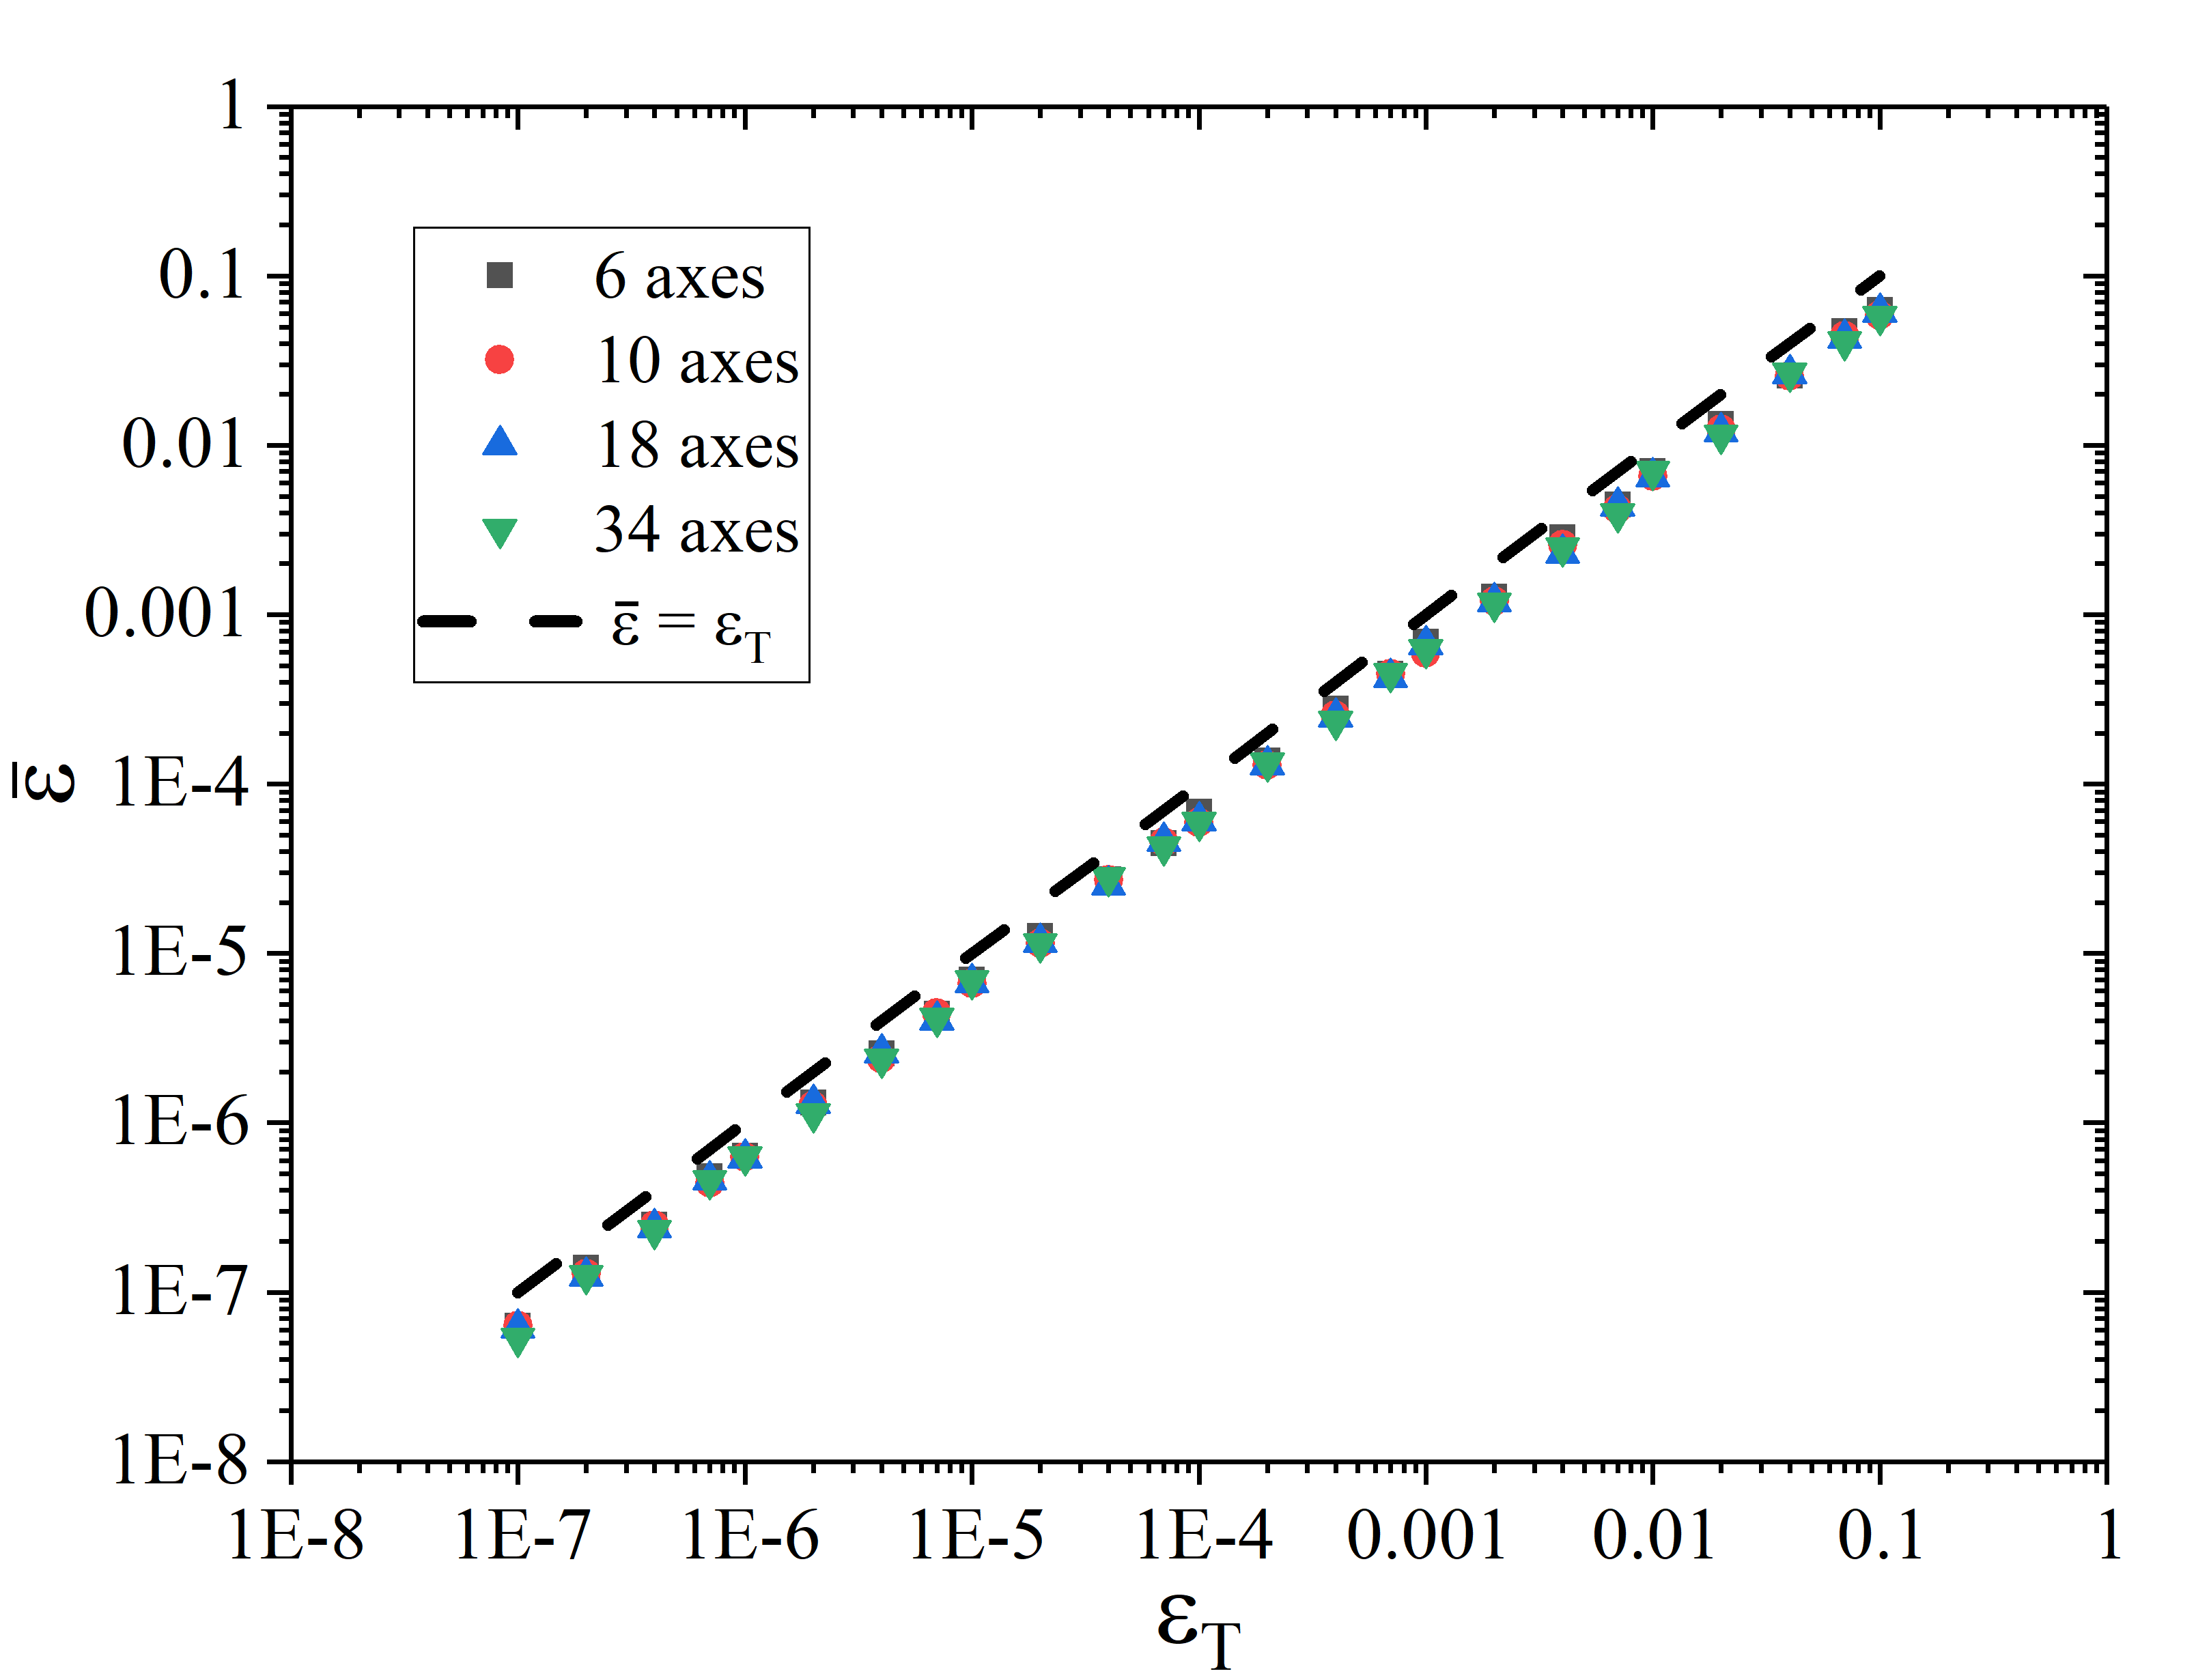 1
0.1
0.01
0.001
1E-4
1E-5
1E-6
1E-7
1E-8
ε̄
6 axes
10 axes
18 axes
34 axes
ε̄ = εT
1E-8 1E-7 1E-6 1E-5 1E-4 0.001 0.01 0.1 1
εT